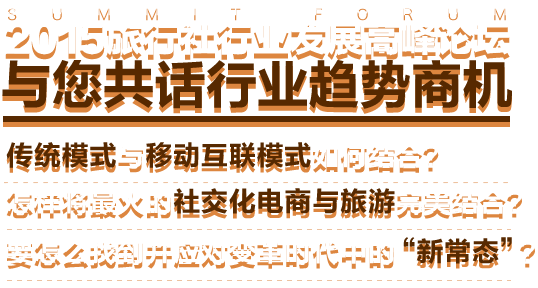 SUMMIT FORUM
2015旅行社行业发展高峰论坛
与您共话行业趋势商机
传统模式与移动互联模式如何结合?
怎样将最火的社交化电商与旅游完美结合?
要怎么找到并应对变革时代中的“新常态”?